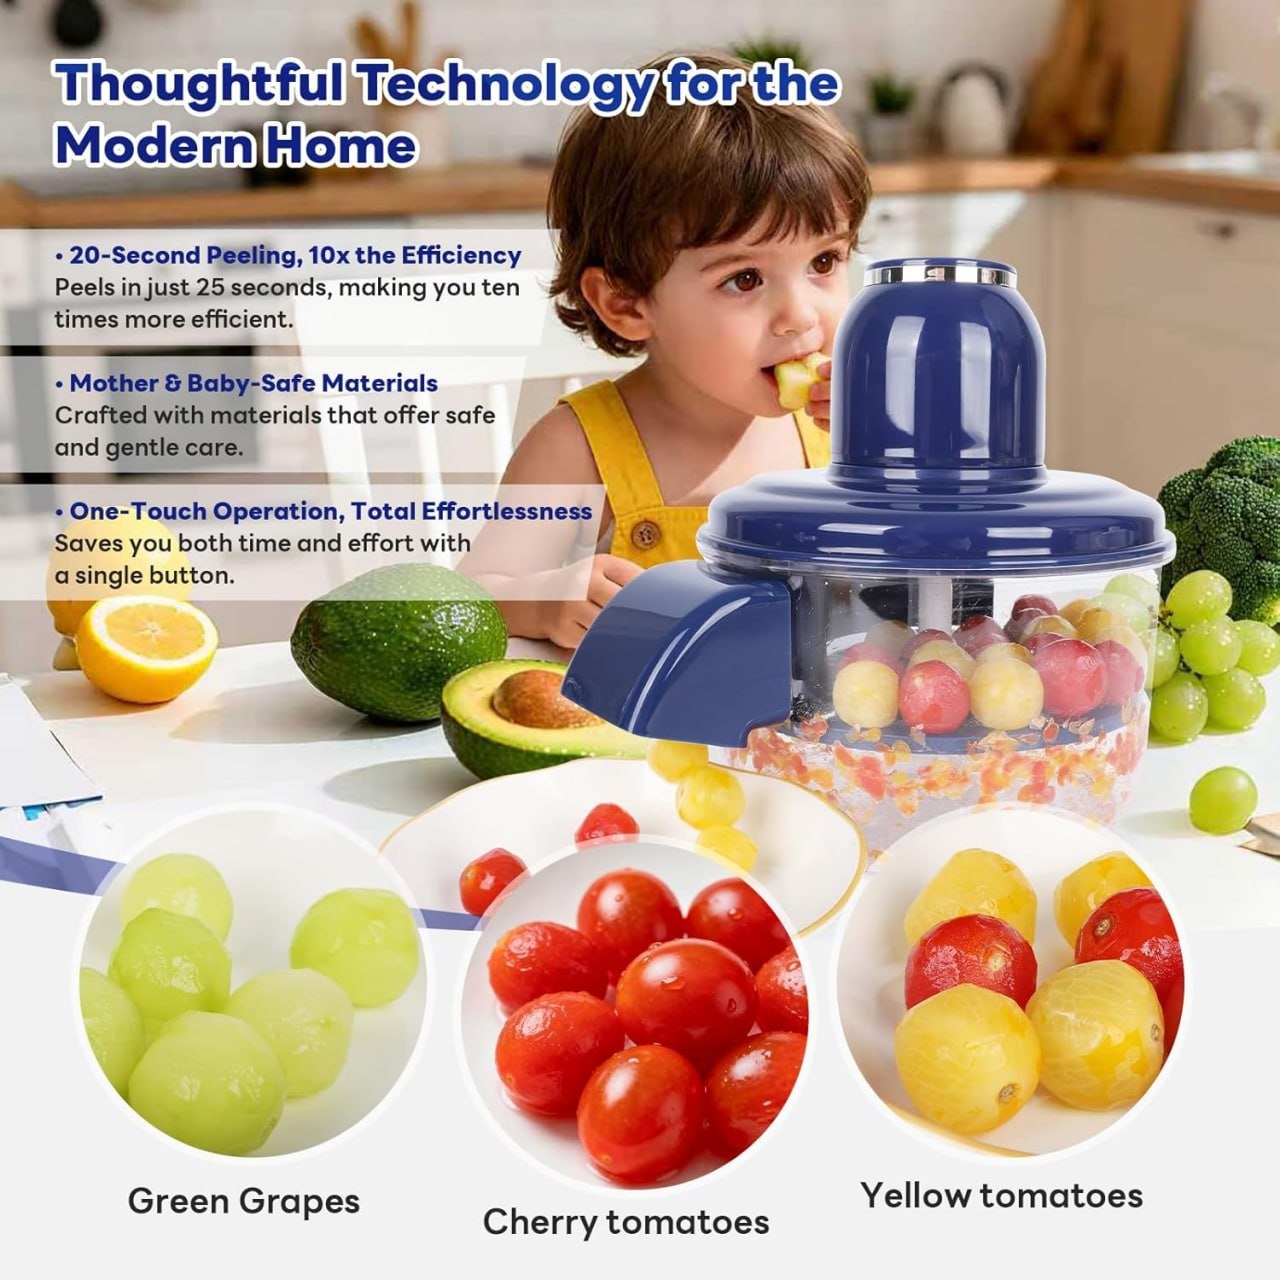 Thoughtful Technology for the
Modern Home
• 20-Second Peeling, 10x the Efficiency
Peels in just 25 seconds, making you ten
times more efficient.
• Mother & Baby-Safe Materials
Crafted with materials that offer safe
and gentle care.
• One-Touch Operation, Total Effortlessness
Saves you both time and effort with
a single button.
Green Grapes
Cherry tomatoes
Yellow tomatoes